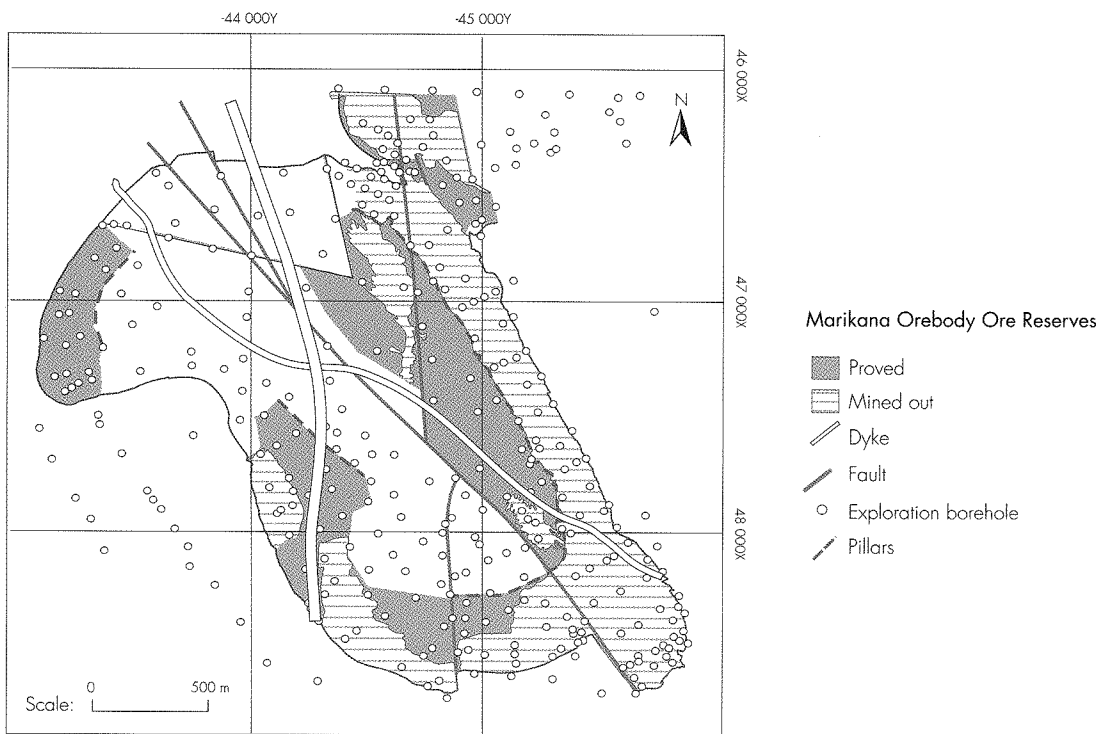 -44 000Y
-45 000Y
46 000X
N
47 000X
48 000X
Scale:
0
500 m
Marikana Orebody Ore Reserves
Proved
Mined out
Dyke
Fault
Exploration borehole
Pillars